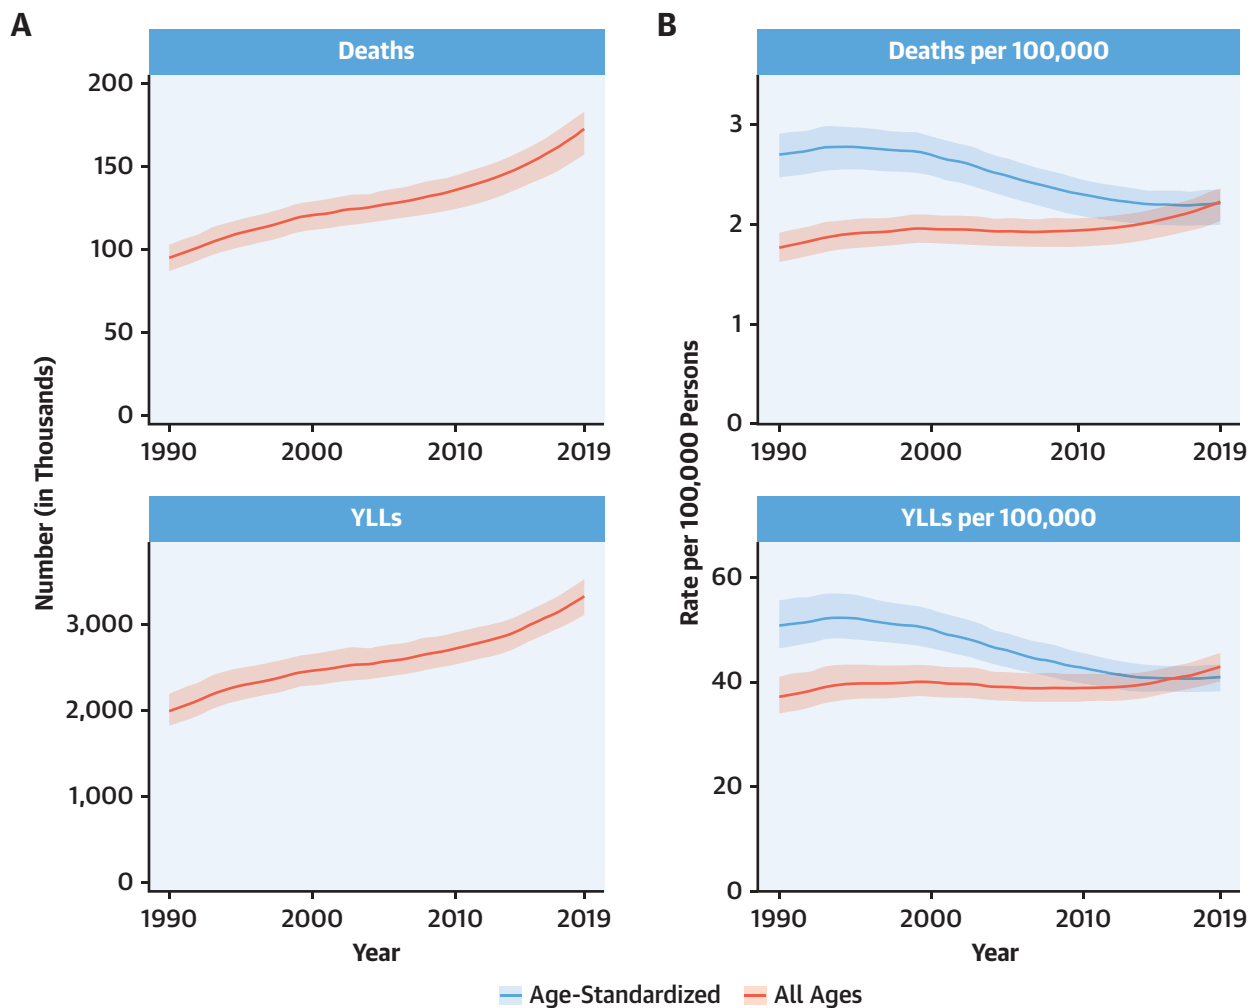 A
Deaths
200
150
100
50
0
1990 2000 2010 2019
YLLs
3,000
2,000
1,000
0
1990 2000 2010 2019
Year
Number (in Thousands)
B
Deaths per 100,000
3
2
1
0
1990 2000 2010 2019
YLLs per 100,000
60
40
20
0
1990 2000 2010 2019
Year
Rate per 100,000 Persons
Age-Standardized All Ages